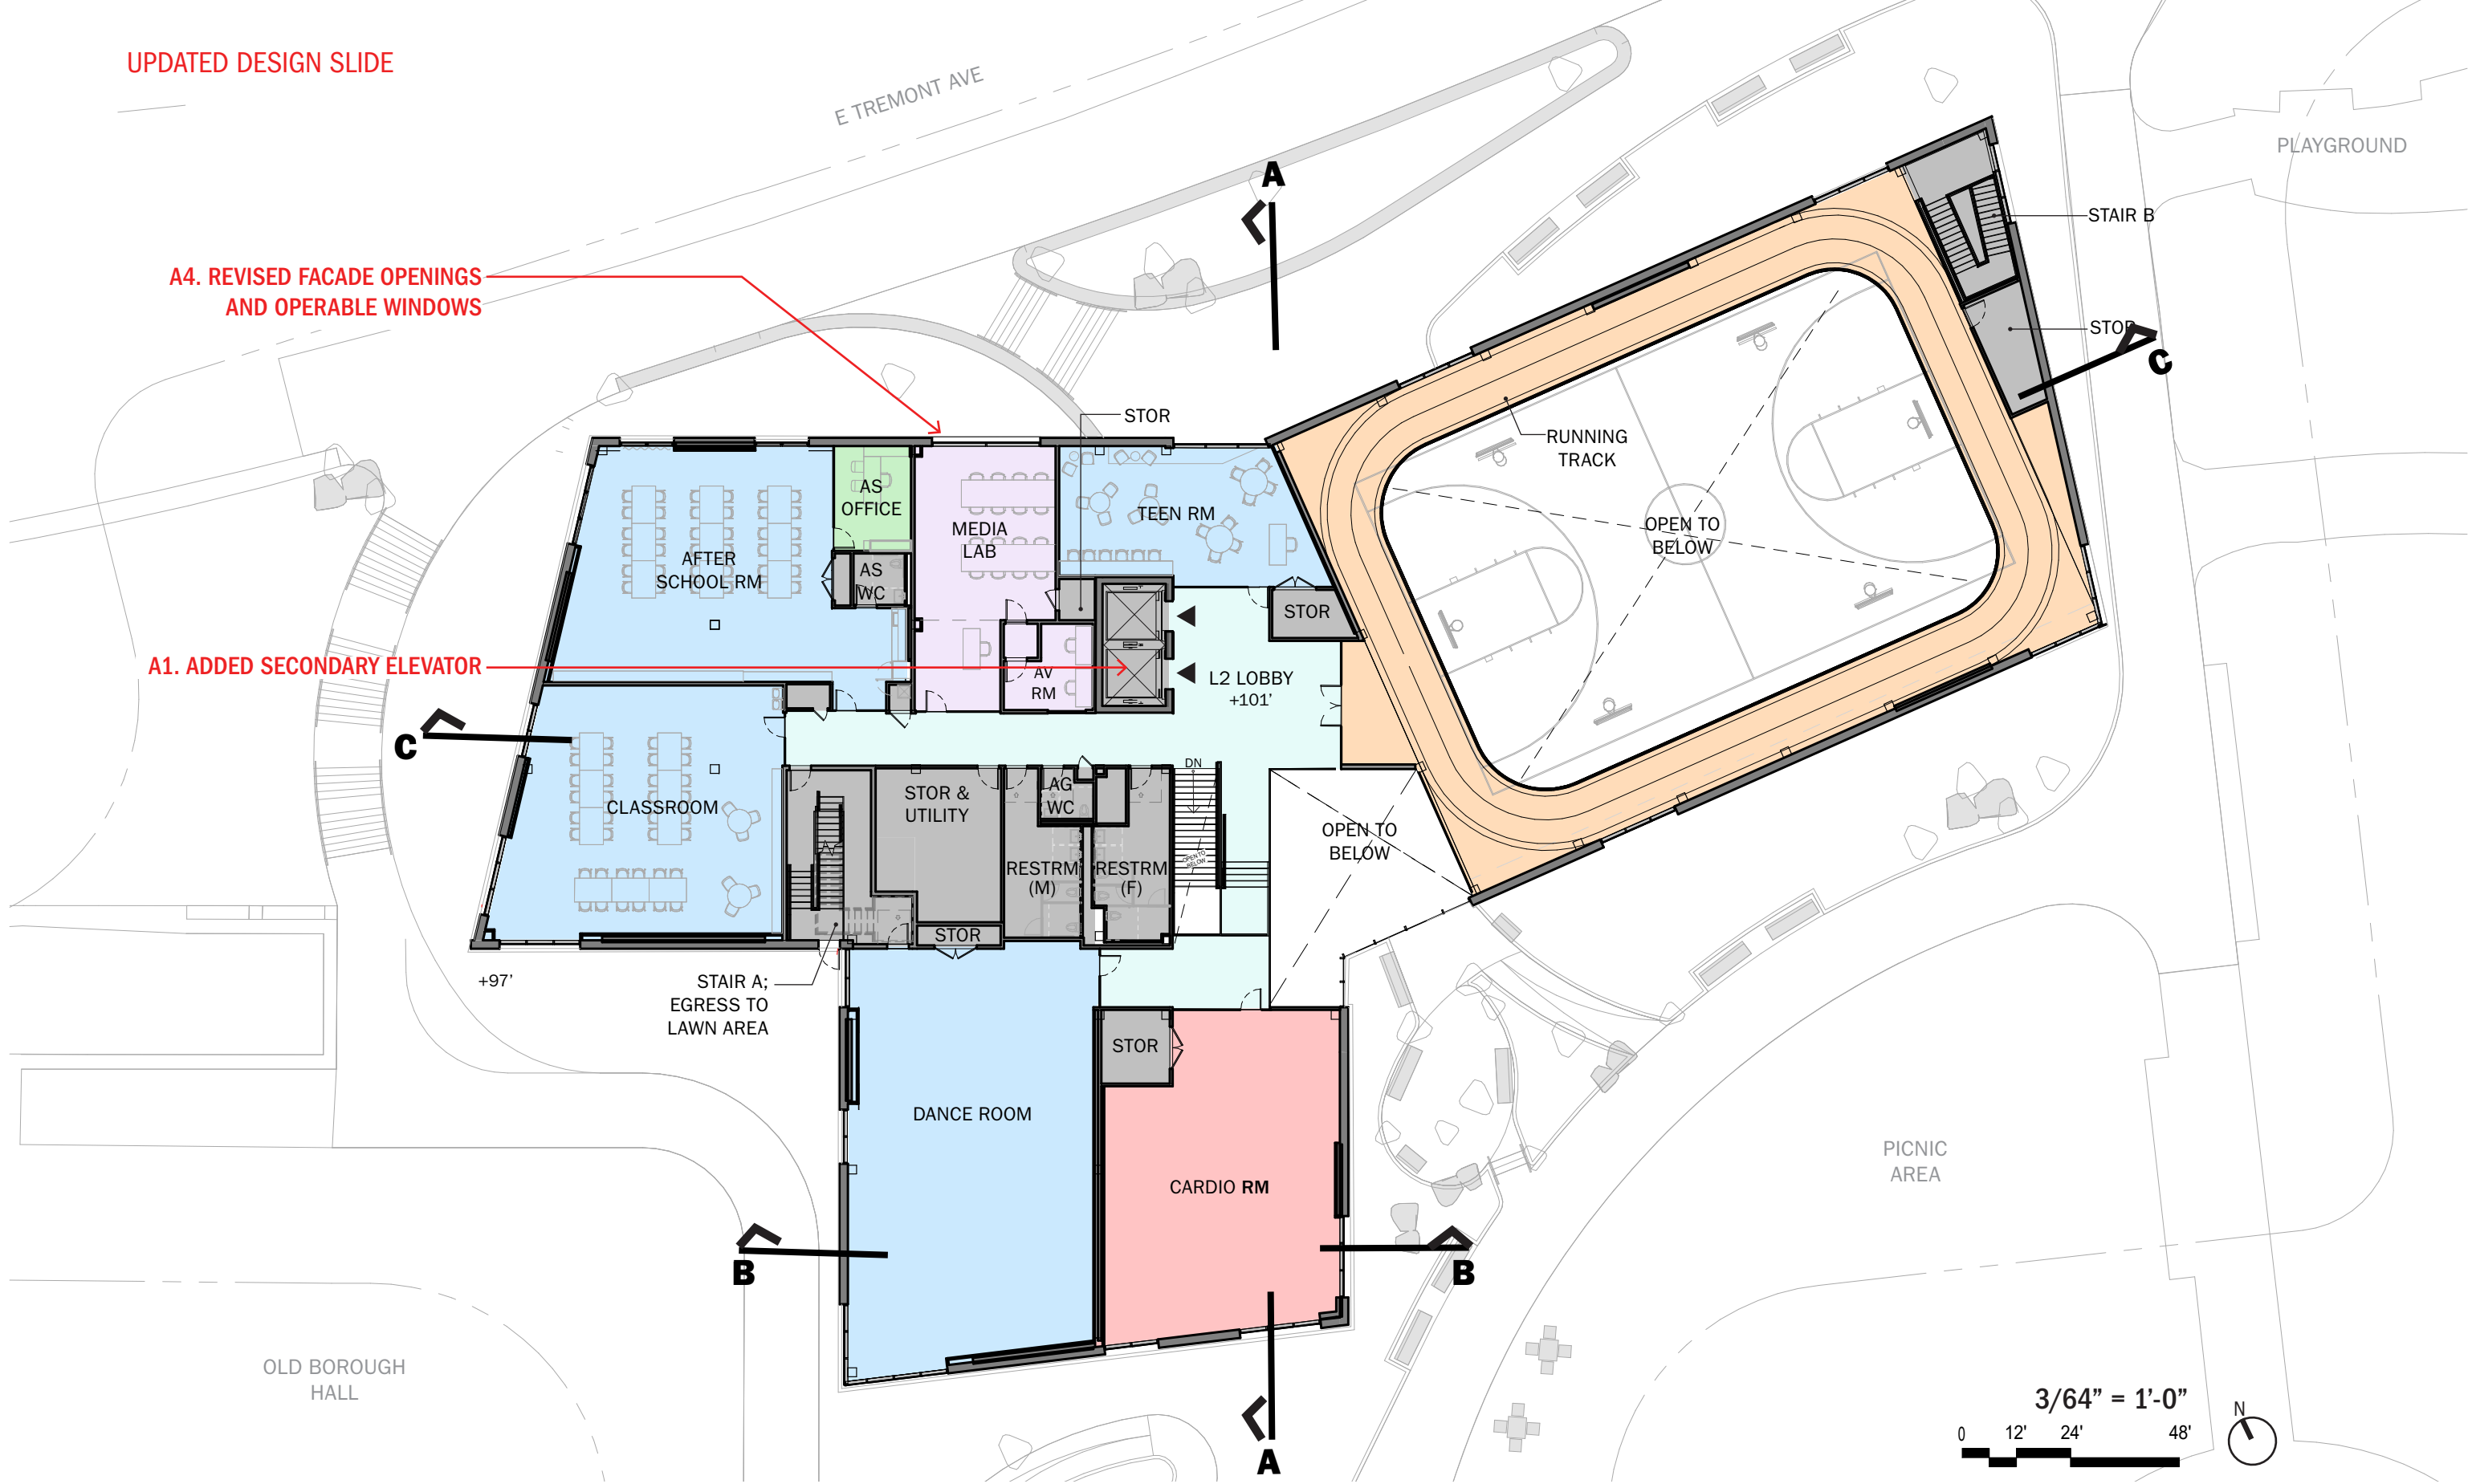 UPDATED DESIGN SLIDE
E TREMONT AVE
PLAYGROUND
A
STAIR B
A4. REVISED FACADE OPENINGS
AND OPERABLE WINDOWS
STOR
C
STOR
RUNNING
TRACK
AS
OFFICE
MEDIA
LAB
TEEN RM
OPEN TO
BELOW
AFTER
SCHOOL RM
AS
WC
STOR
A1. ADDED SECONDARY ELEVATOR
AV
RM
L2 LOBBY
+101’
C
DN
STOR &
UTILITY
AG
WC
CLASSROOM
OPEN TO
BELOW
OPEN TO
BELOW
RESTRM
(M)
RESTRM
(F)
STOR
+97’
STAIR A;
EGRESS TO
LAWN AREA
STOR
DANCE ROOM
PICNIC
AREA
CARDIO RM
B
B
OLD BOROUGH
HALL
3/64” = 1’-0”
N
0 12' 24' 48'
A